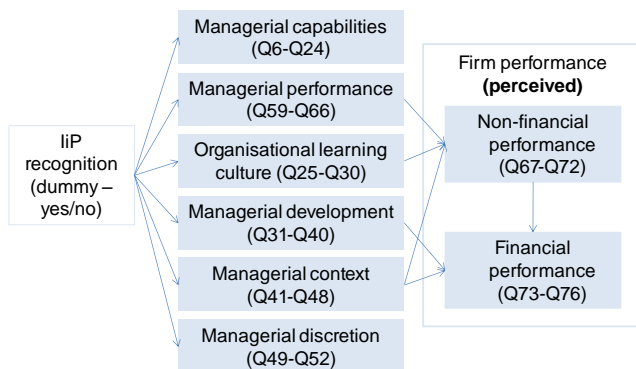 IiP
recognition
(dummy –
yes/no)
Managerial capabilities
(Q6-Q24)
Managerial performance
(Q59-Q66)
Organisational learning
culture (Q25-Q30)
Managerial development
(Q31-Q40)
Managerial context
(Q41-Q48)
Managerial discretion
(Q49-Q52)
Firm performance
(perceived)
Non-financial
performance
(Q67-Q72)
Financial
performance
(Q73-Q76)